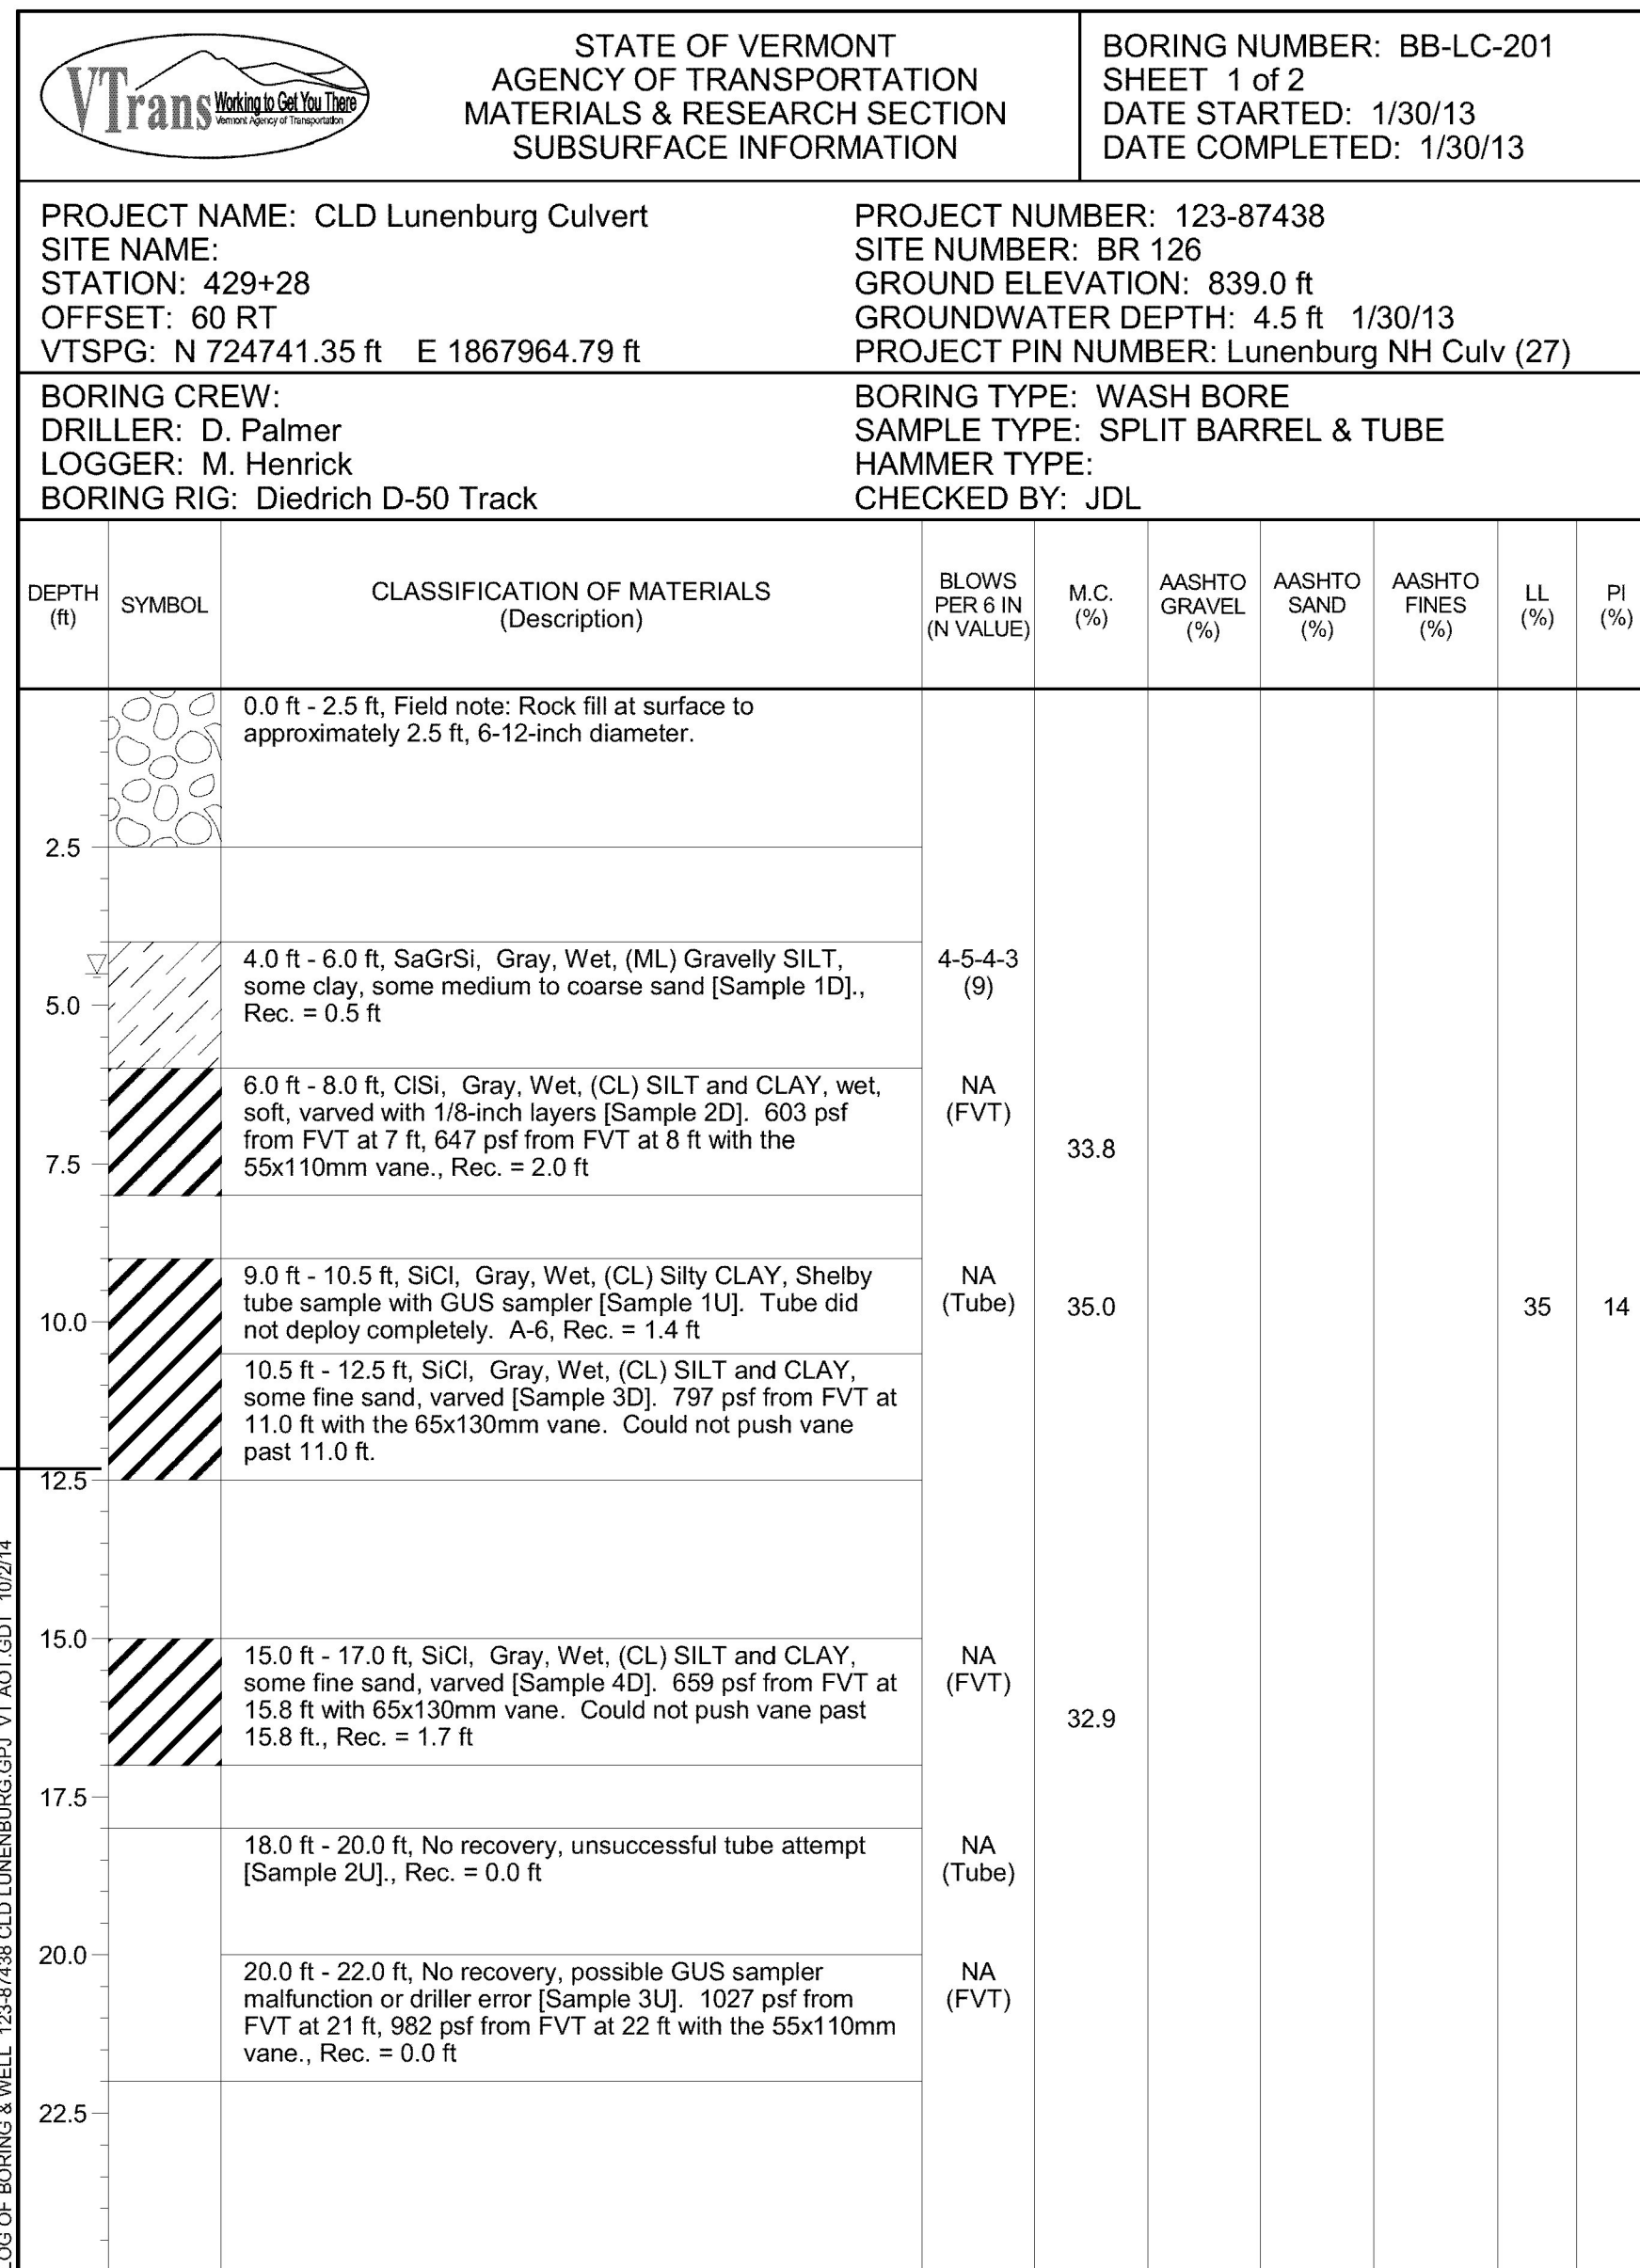 VTrans Working to Get You There
Vermont Agency of Transportation
STATE OF VERMONT
AGENCY OF TRANSPORTATION
MATERIALS & RESEARCH SECTION
SUBSURFACE INFORMATION
BORING NUMBER: BB-LC-201
SHEET 1 of 2
DATE STARTED: 1/30/13
DATE COMPLETED: 1/30/13
PROJECT NAME: CLD Lunenburg Culvert
SITE NAME:
STATION: 429+28
OFFSET: 60 RT
VTSPG: N 724741.35 ft E 1867964.79 ft
PROJECT NUMBER: 123-87438
SITE NUMBER: BR 126
GROUND ELEVATION: 839.0 ft
GROUNDWATER DEPTH: 4.5 ft 1/30/13
PROJECT PIN NUMBER: Lunenburg NH Culv (27)
BORING CREW:
DRILLER: D. Palmer
LOGGER: M. Henrick
BORING RIG: Diedrich D-50 Track
BORING TYPE: WASH BORE
SAMPLE TYPE: SPLIT BARREL & TUBE
HAMMER TYPE:
CHECKED BY: JDL
DEPTH
(ft)
SYMBOL
CLASSIFICATION OF MATERIALS
(Description)
BLOWS
PER 6 IN
(N VALUE)
M.C.
(%)
AASHTO
GRAVEL
(%)
AASHTO
SAND
(%)
AASHTO
FINES
(%)
LL
(%)
PI
(%)
0.0 ft - 2.5 ft, Field note: Rock fill at surface to
approximately 2.5 ft, 6-12-inch diameter.
2.5
4.0 ft - 6.0 ft, SaGrSi, Gray, Wet, (ML) Gravelly SILT,
some clay, some medium to coarse sand [Sample 1D].,
Rec. = 0.5 ft
4-5-4-3
(9)
5.0
6.0 ft - 8.0 ft, ClSi, Gray, Wet, (CL) SILT and CLAY, wet,
soft, varved with 1/8-inch layers [Sample 2D]. 603 psf
from FVT at 7 ft, 647 psf from FVT at 8 ft with the
55x110mm vane., Rec. = 2.0 ft
NA
(FVT)
33.8
7.5
9.0 ft - 10.5 ft, SiCl, Gray, Wet, (CL) Silty CLAY, Shelby
tube sample with GUS sampler [Sample 1U]. Tube did
not deploy completely. A-6, Rec. = 1.4 ft
NA
(Tube)
35.0
35
14
10.0
10.5 ft - 12.5 ft, SiCl, Gray, Wet, (CL) SILT and CLAY,
some fine sand, varved [Sample 3D]. 797 psf from FVT at
11.0 ft with the 65x130mm vane. Could not push vane
past 11.0 ft.
12.5
15.0
15.0 ft - 17.0 ft, SiCl, Gray, Wet, (CL) SILT and CLAY,
some fine sand, varved [Sample 4D]. 659 psf from FVT at
15.8 ft with 65x130mm vane. Could not push vane past
15.8 ft., Rec. = 1.7 ft
NA
(FVT)
32.9
17.5
18.0 ft - 20.0 ft, No recovery, unsuccessful tube attempt
[Sample 2U]., Rec. = 0.0 ft
NA
(Tube)
20.0
20.0 ft - 22.0 ft, No recovery, possible GUS sampler
malfunction or driller error [Sample 3U]. 1027 psf from
FVT at 21 ft, 982 psf from FVT at 22 ft with the 55x110mm
vane., Rec. = 0.0 ft
NA
(FVT)
22.5
LOG OF BORING & WELL 123-87438 CLD LUNENBURG.GPJ VT AOT.GDT 10/2/14